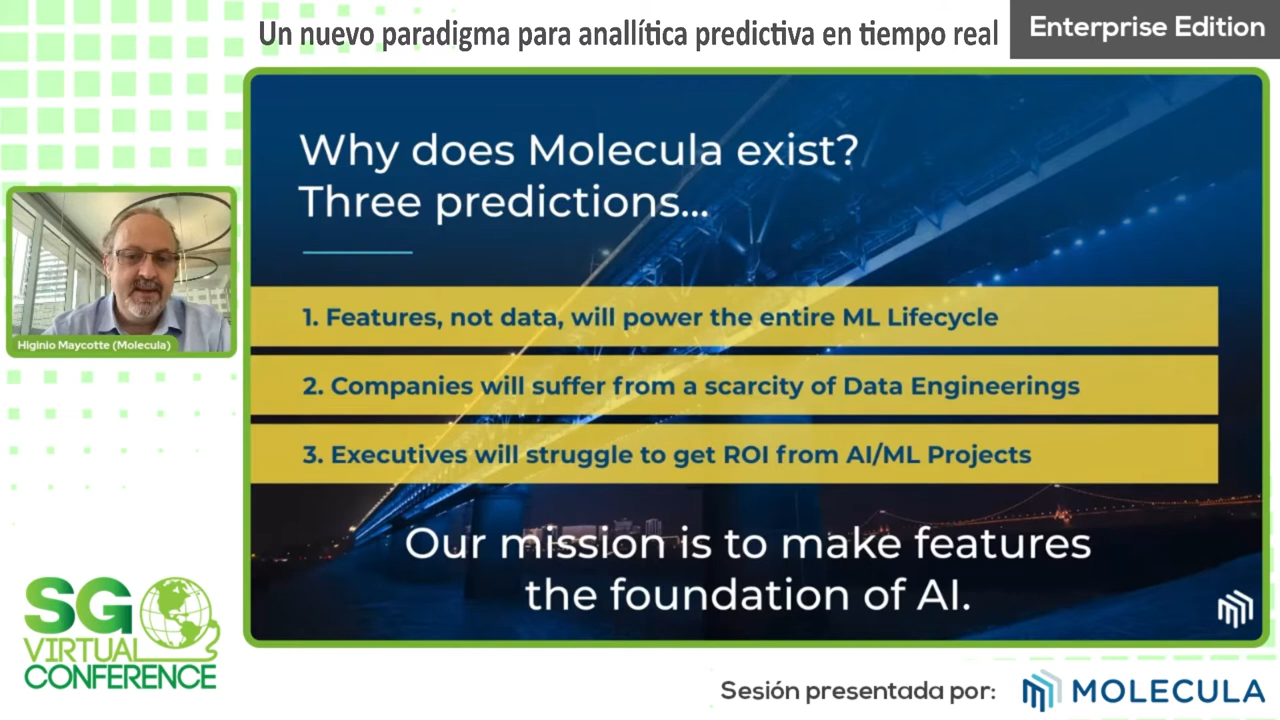 Un nuevo paradigma para anallítica predictiva en tiempo real
Enterprise Edition
Why does Molecula exist?
Three predictions...
1. Features, not data, will power the entire ML Lifecycle
2. Companies will suffer from a scarcity of Data Engineerings
3. Executives will struggle to get ROI from AI/ML Projects
Our mission is to make features
the foundation of AI.
Higinio Maycotte (Molecula)
SG
VIRTUAL
CONFERENCE
Sesión presentada por:
MOLECULA